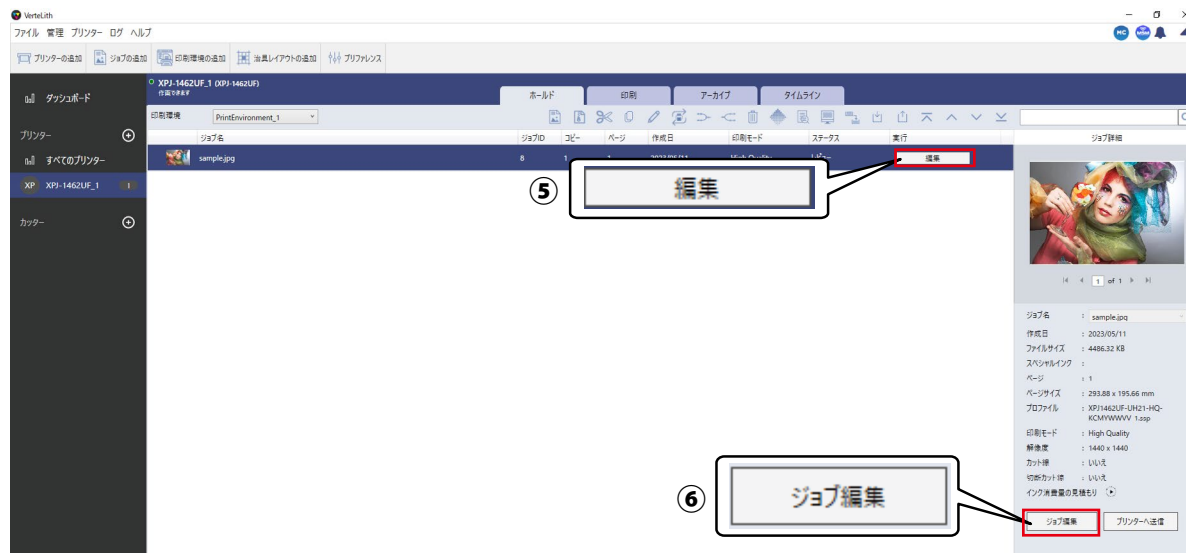 VerteLith
ファイル 管理 プリンター ログ ヘルプ
HC MSW
プリンターの追加 ジョブの追加 印刷環境の追加 治具レイアウトの追加 プリファレンス
ダッシュボード
プリンター
すべてのプリンター
XP XPJ-1462UF_1 1
カッター
XPJ-1462UF_1 (XPJ-1462UF)
作画できます
ホールド 印刷 アーカイブ タイムライン
印刷環境 PrintEnvironment_1
ジョブ名 ジョブID コピー ページ 作成日 印刷モード ステータス 実行
sample.jpg 8 1 1 2023/05/11 High Quality レビュー 編集
⑤ 編集
⑥ ジョブ編集
ジョブ詳細
1 of 1
ジョブ名 : sample.jpg
作成日 : 2023/05/11
ファイルサイズ : 4486.32 KB
スペシャルインク :
ページ : 1
ページサイズ : 293.88 x 195.66 mm
プロファイル : XPJ1462UF-UH21-HQ-
KCMYWWVV 1.ssp
印刷モード : High Quality
解像度 : 1440 x 1440
カット線 : いいえ
切断カット線 : いいえ
インク消費量の見積もり
ジョブ編集 プリンターへ送信